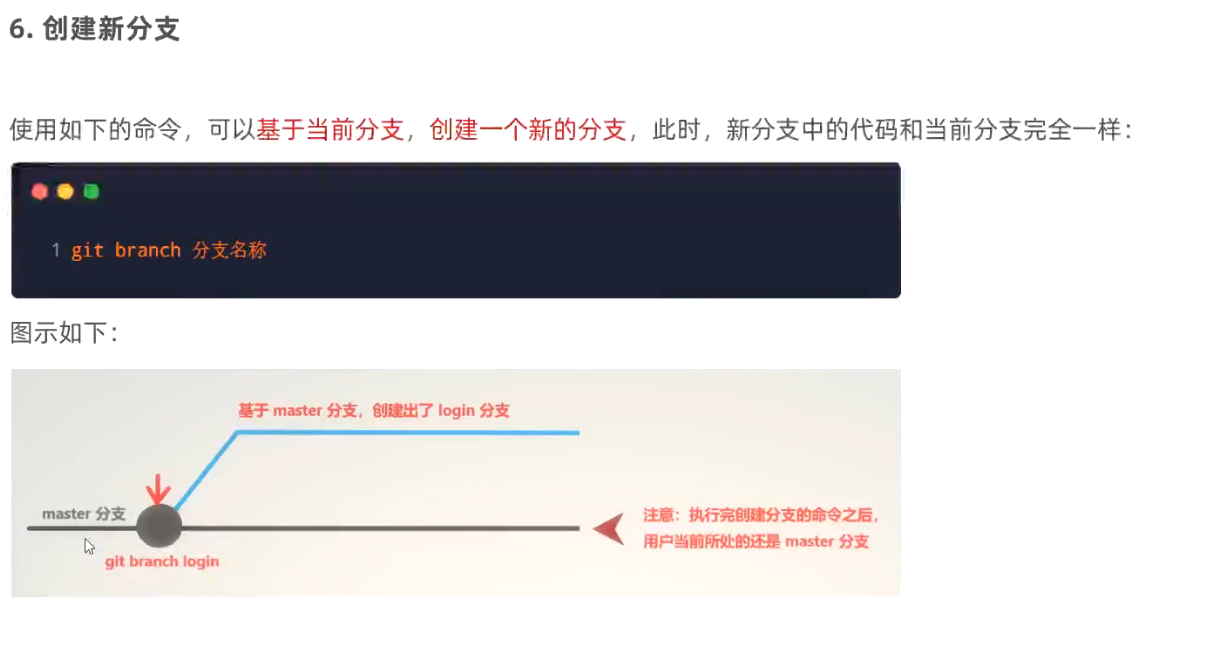 6. 创建新分支
使用如下的命令，可以基于当前分支，创建一个新的分支，此时，新分支中的代码和当前分支完全一样：
1 git branch 分支名称
图示如下：
基于 master 分支，创建出了 login 分支
master 分支
git branch login
注意：执行完创建分支的命令之后，
用户当前所处的还是 master 分支